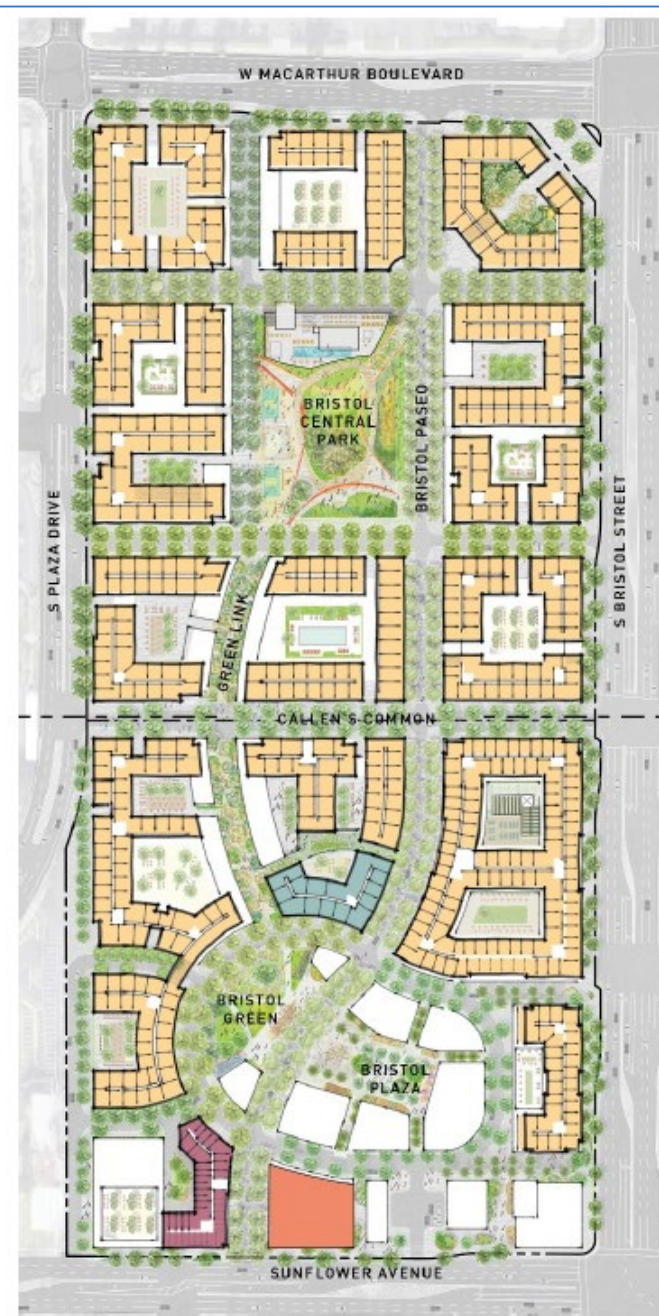 W MACARTHUR BOULEVARD
BRISTOL
CENTRAL
PARK
BRISTOL PASEO
S PLAZA DRIVE
S BRISTOL STREET
GREEN LINK
CALLEN'S COMMON
BRISTOL
GREEN
BRISTOL
PLAZA
SUNFLOWER AVENUE